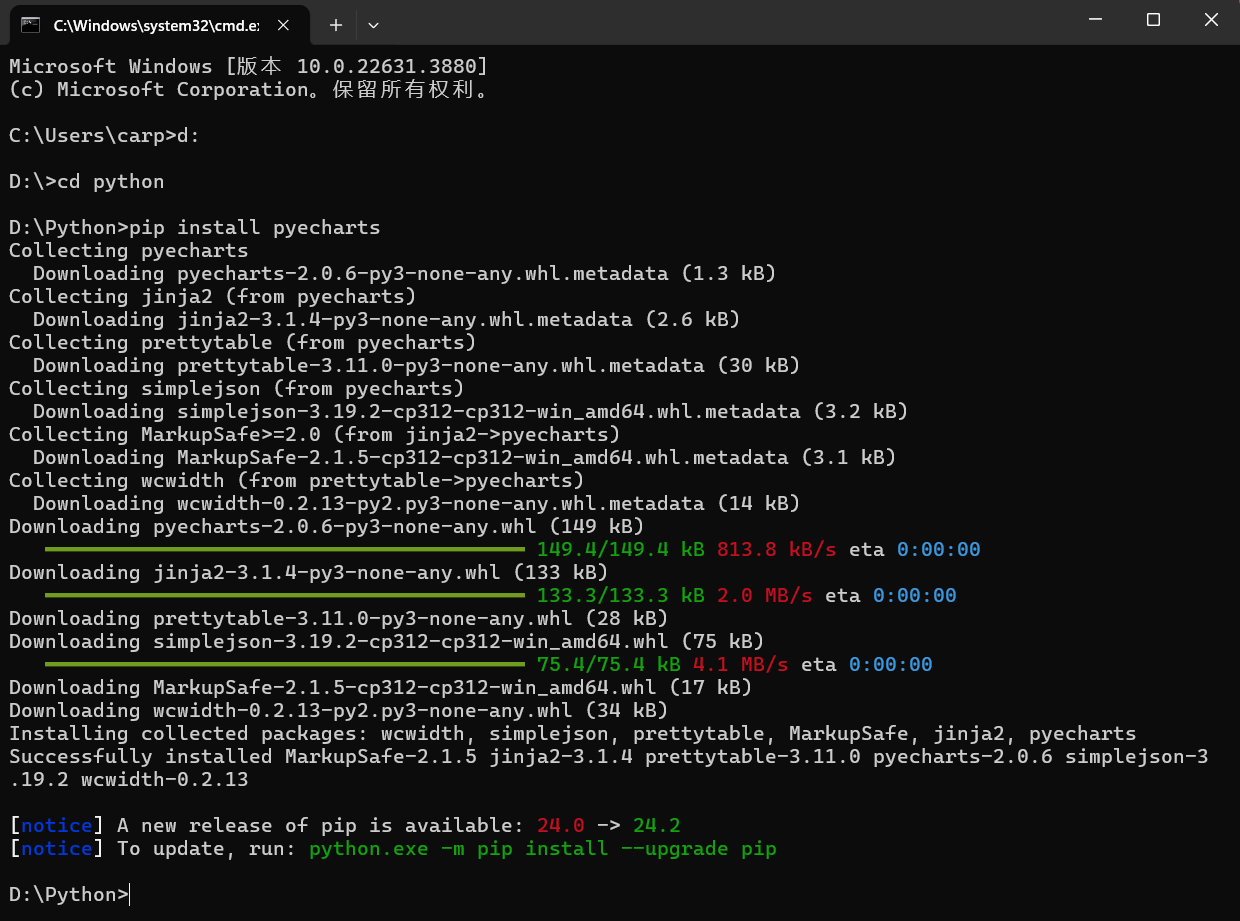 C:\Windows\system32\cmd.e
Microsoft Windows [版本 10.0.22631.3880]
(c) Microsoft Corporation。保留所有权利。
C:\Users\carp>d:
D:\>cd python
D:\Python>pip install pyecharts
Collecting pyecharts
  Downloading pyecharts-2.0.6-py3-none-any.whl.metadata (1.3 kB)
Collecting jinja2 (from pyecharts)
  Downloading jinja2-3.1.4-py3-none-any.whl.metadata (2.6 kB)
Collecting prettytable (from pyecharts)
  Downloading prettytable-3.11.0-py3-none-any.whl.metadata (30 kB)
Collecting simplejson (from pyecharts)
  Downloading simplejson-3.19.2-cp312-cp312-win_amd64.whl.metadata (3.2 kB)
Collecting MarkupSafe>=2.0 (from jinja2->pyecharts)
  Downloading MarkupSafe-2.1.5-cp312-cp312-win_amd64.whl.metadata (3.1 kB)
Collecting wcwidth (from prettytable->pyecharts)
  Downloading wcwidth-0.2.13-py2.py3-none-any.whl.metadata (14 kB)
Downloading pyecharts-2.0.6-py3-none-any.whl (149 kB)
149.4/149.4 kB 813.8 kB/s eta 0:00:00
Downloading jinja2-3.1.4-py3-none-any.whl (133 kB)
133.3/133.3 kB 2.0 MB/s eta 0:00:00
Downloading prettytable-3.11.0-py3-none-any.whl (28 kB)
Downloading simplejson-3.19.2-cp312-cp312-win_amd64.whl (75 kB)
75.4/75.4 kB 4.1 MB/s eta 0:00:00
Downloading MarkupSafe-2.1.5-cp312-cp312-win_amd64.whl (17 kB)
Downloading wcwidth-0.2.13-py2.py3-none-any.whl (34 kB)
Installing collected packages: wcwidth, simplejson, prettytable, MarkupSafe, jinja2, pyecharts
Successfully installed MarkupSafe-2.1.5 jinja2-3.1.4 prettytable-3.11.0 pyecharts-2.0.6 simplejson-3
.19.2 wcwidth-0.2.13
[notice] A new release of pip is available: 24.0 -> 24.2
[notice] To update, run: python.exe -m pip install --upgrade pip
D:\Python>